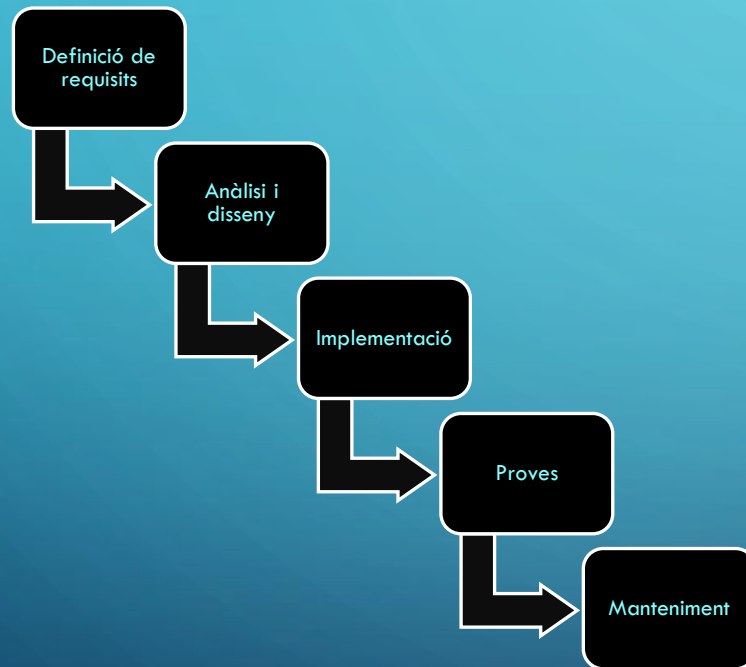 Definició de
requisits
Anàlisi i
disseny
Implementació
Proves
Manteniment